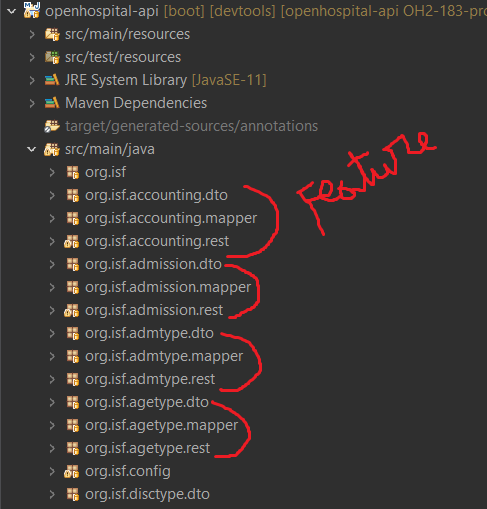 openhospital-api [boot] [devtools] [openhospital-api OH2-183-pro
src/main/resources
src/test/resources
JRE System Library [JavaSE-11]
Maven Dependencies
target/generated-sources/annotations
src/main/java
org.isf
org.isf.accounting.dto
org.isf.accounting.mapper
org.isf.accounting.rest
org.isf.admission.dto
org.isf.admission.mapper
org.isf.admission.rest
org.isf.admtype.dto
org.isf.admtype.mapper
org.isf.admtype.rest
org.isf.agetype.dto
org.isf.agetype.mapper
org.isf.agetype.rest
org.isf.config
org.isf.disctype.dto
feature